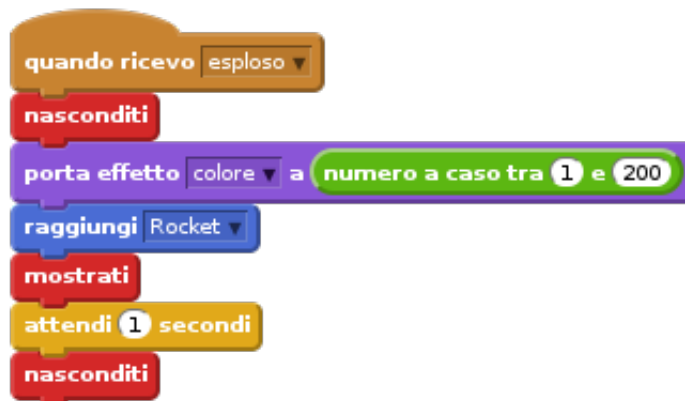 quando ricevo esploso
nasconditi
porta effetto colore a numero a caso tra 1 e 200
raggiungi Rocket
mostrati
attendi 1 secondi
nasconditi